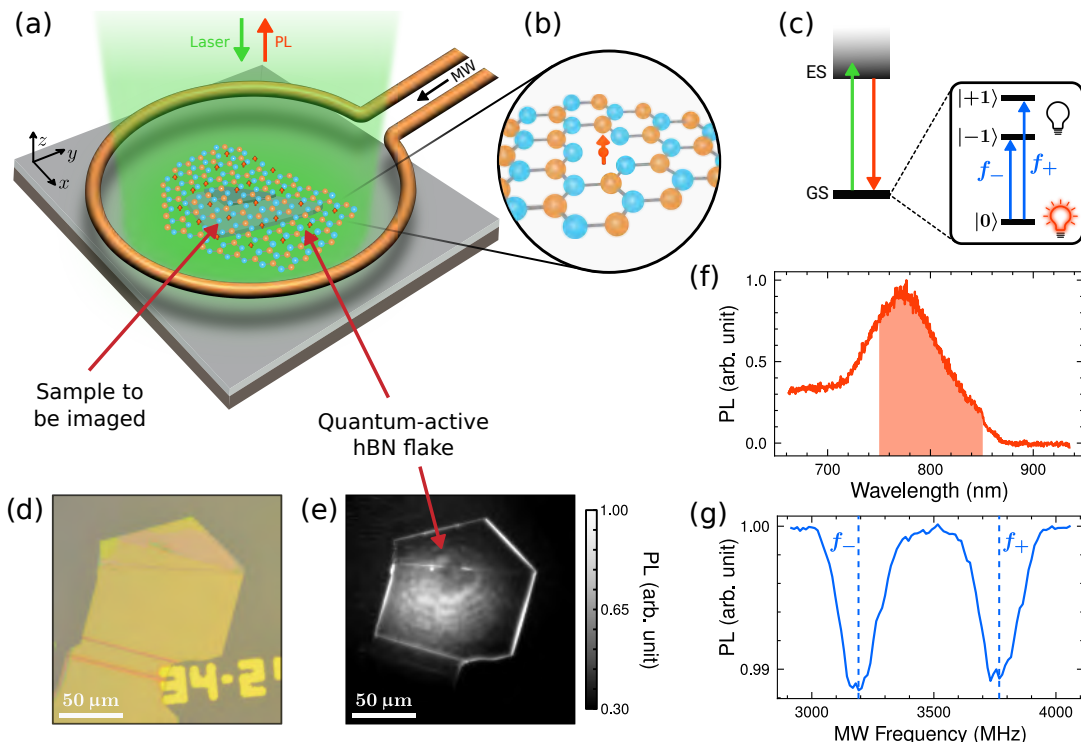 (a)
Laser
PL
MW
z
y
x
Sample to
be imaged
Quantum-active
hBN flake
(b)
(c)
ES
GS
|+1⟩
|−1⟩
|0⟩
f−
f+
(d)
34-2
50 µm
(e)
50 µm
1.00
0.65
0.30
PL (arb. unit)
(f)
PL (arb. unit)
1.0
0.5
0.0
700 800 900
Wavelength (nm)
(g)
PL (arb. unit)
1.00
0.99
f−
f+
3000 3500 4000
MW Frequency (MHz)